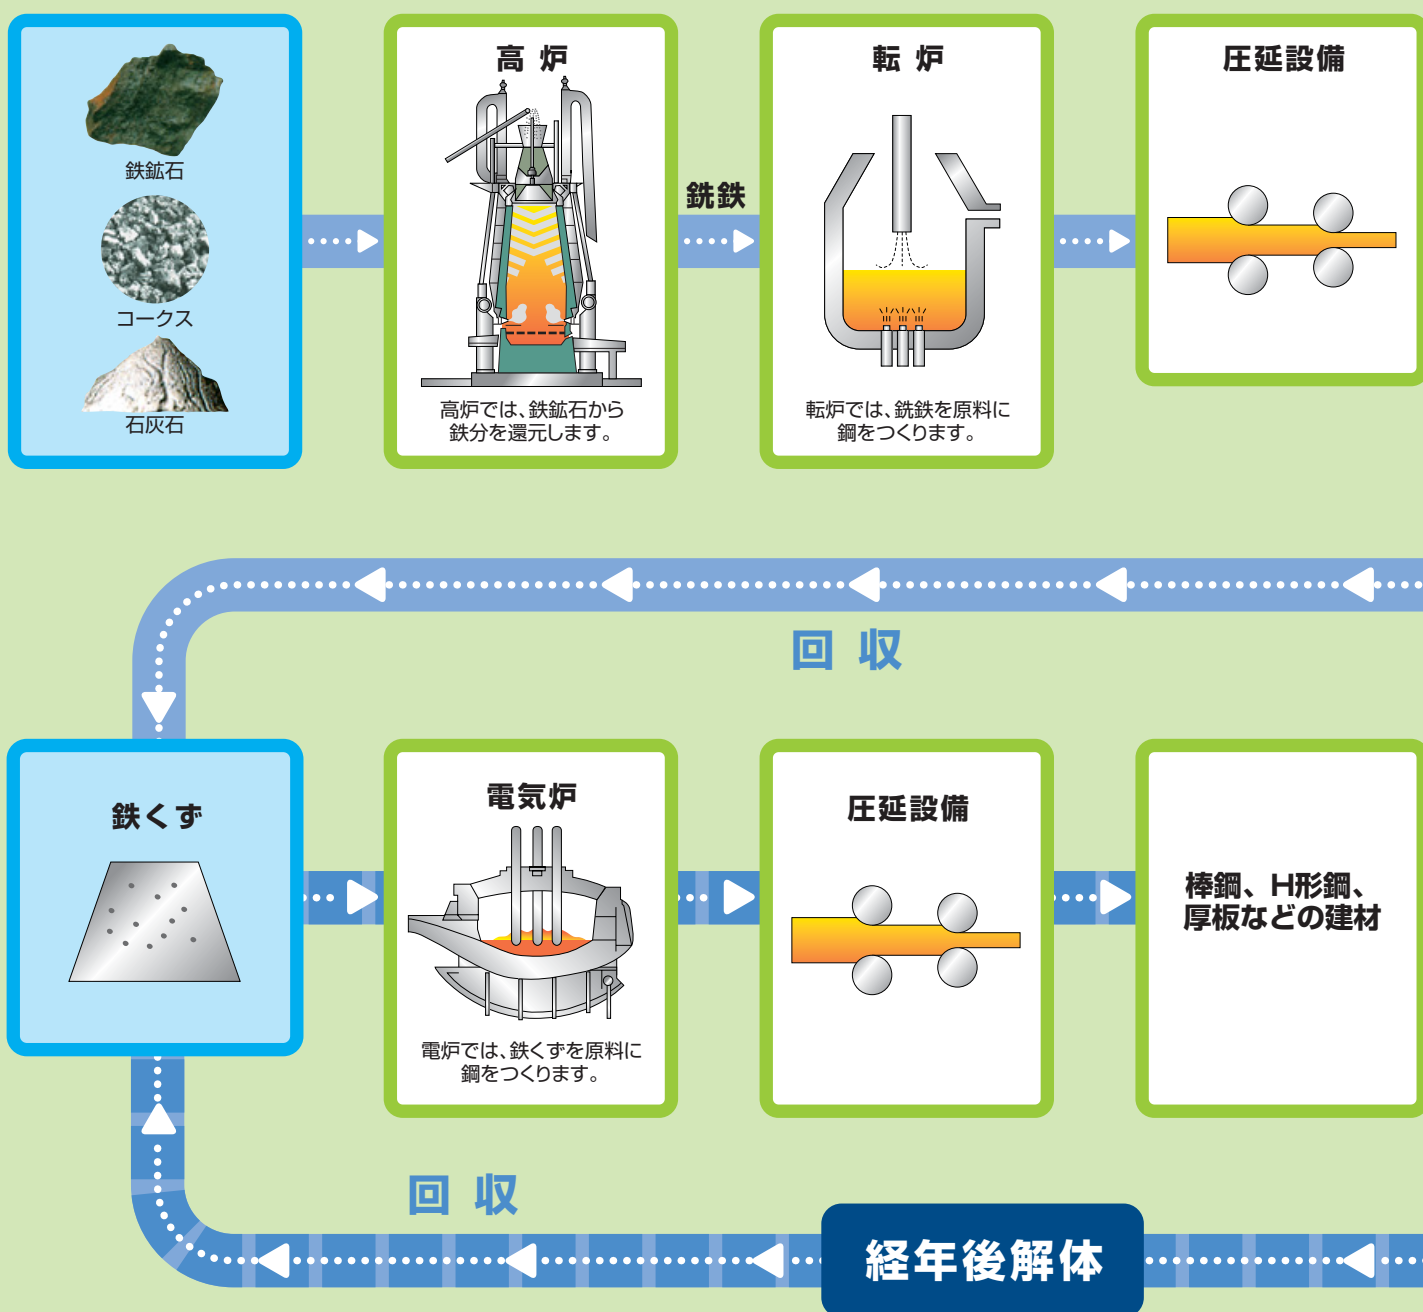 鉄鉱石
コークス
石灰石
高 炉
高炉では、鉄鉱石から
鉄分を還元します。
銑鉄
転 炉
転炉では、銑鉄を原料に
鋼をつくります。
圧延設備
回 収
鉄くず
電気炉
電炉では、鉄くずを原料に
鋼をつくります。
圧延設備
棒鋼、H形鋼、
厚板などの建材
回 収
経年後解体